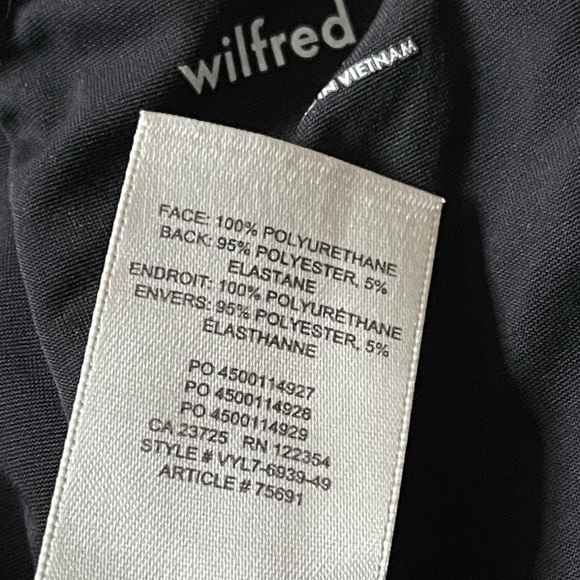 wilfred
IN VIETNAM
FACE: 100% POLYURETHANE
BACK: 95% POLYESTER, 5%
ELASTANE
ENDROIT: 100% POLYURÉTHANE
ENVERS: 95% POLYESTER, 5%
ÉLASTHANNE
PO 4500114927
PO 4500114928
PO 4500114929
CA 23725 RN 122354
STYLE # VYL7-6939-49
ARTICLE # 75691